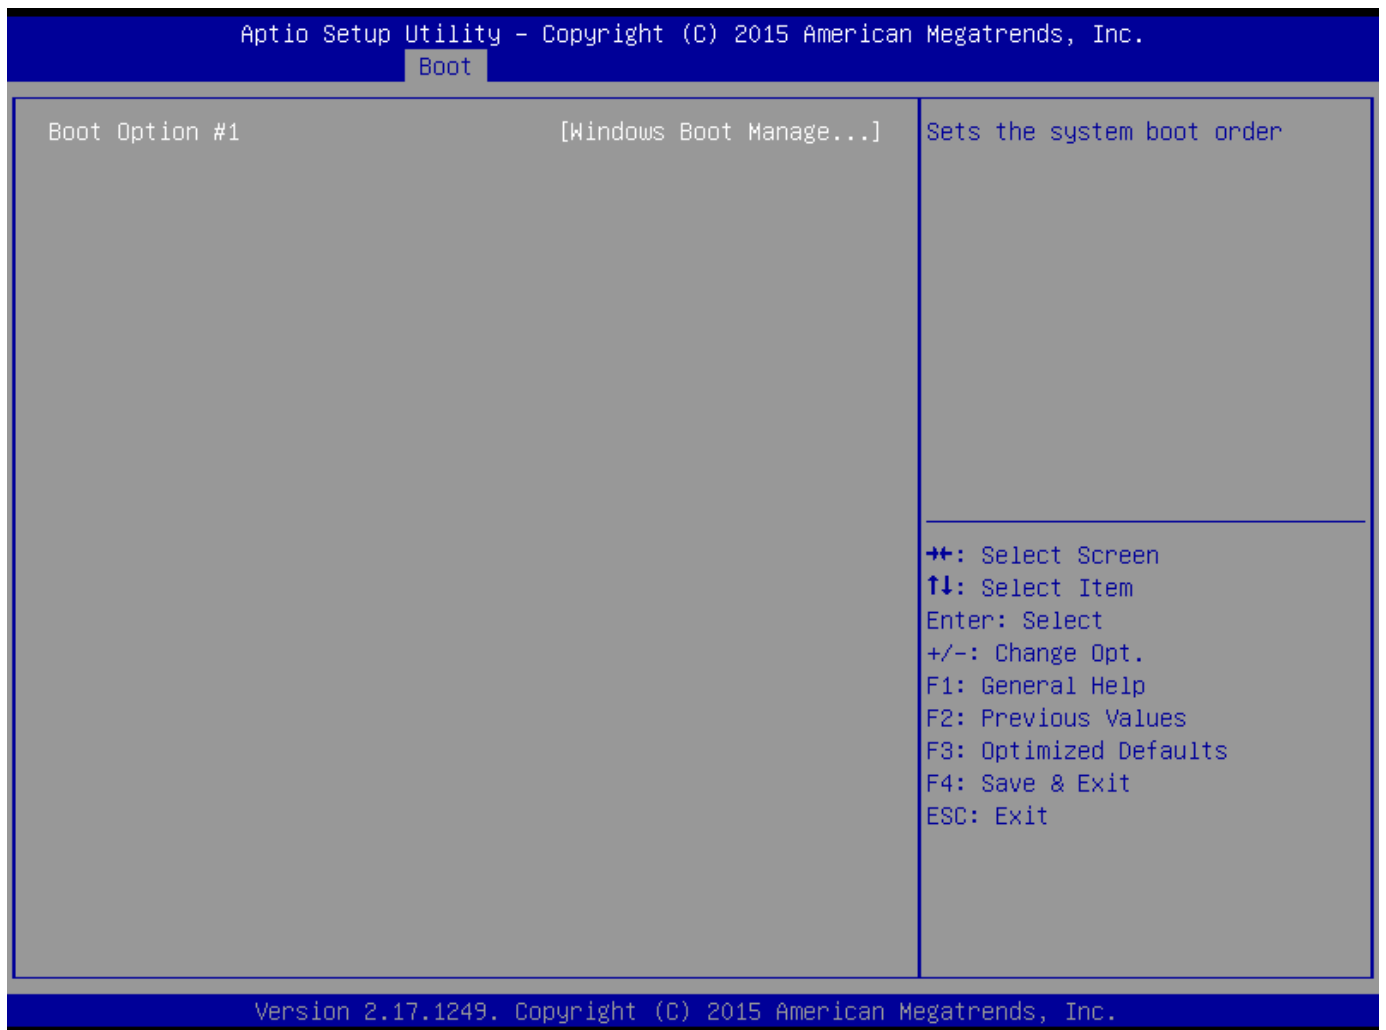 Aptio Setup Utility – Copyright (C) 2015 American Megatrends, Inc.
Boot
Boot Option #1 [Windows Boot Manage...]
Sets the system boot order
→←: Select Screen
↑↓: Select Item
Enter: Select
+/-: Change Opt.
F1: General Help
F2: Previous Values
F3: Optimized Defaults
F4: Save & Exit
ESC: Exit
Version 2.17.1249. Copyright (C) 2015 American Megatrends, Inc.